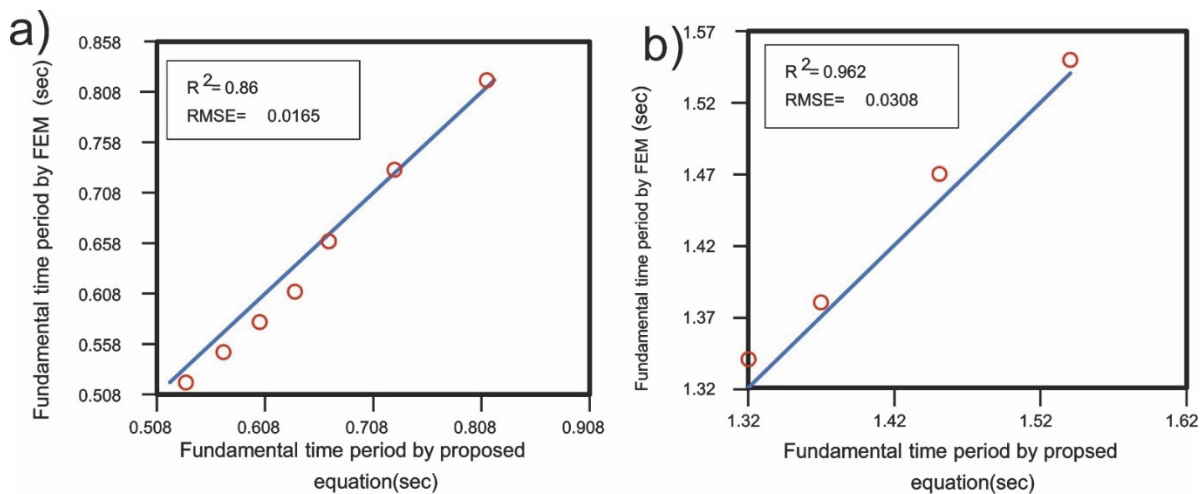 a)
Fundamental time period by FEM (sec)
0.858
0.808
0.758
0.708
0.658
0.608
0.558
0.508
R 2= 0.86
RMSE= 0.0165
0.508 0.608 0.708 0.808 0.908
Fundamental time period by proposed
equation(sec)
b)
Fundamental time period by FEM (sec)
1.57
1.52
1.47
1.42
1.37
1.32
R 2= 0.962
RMSE= 0.0308
1.32 1.42 1.52 1.62
Fundamental time period by propsed
equation(sec)